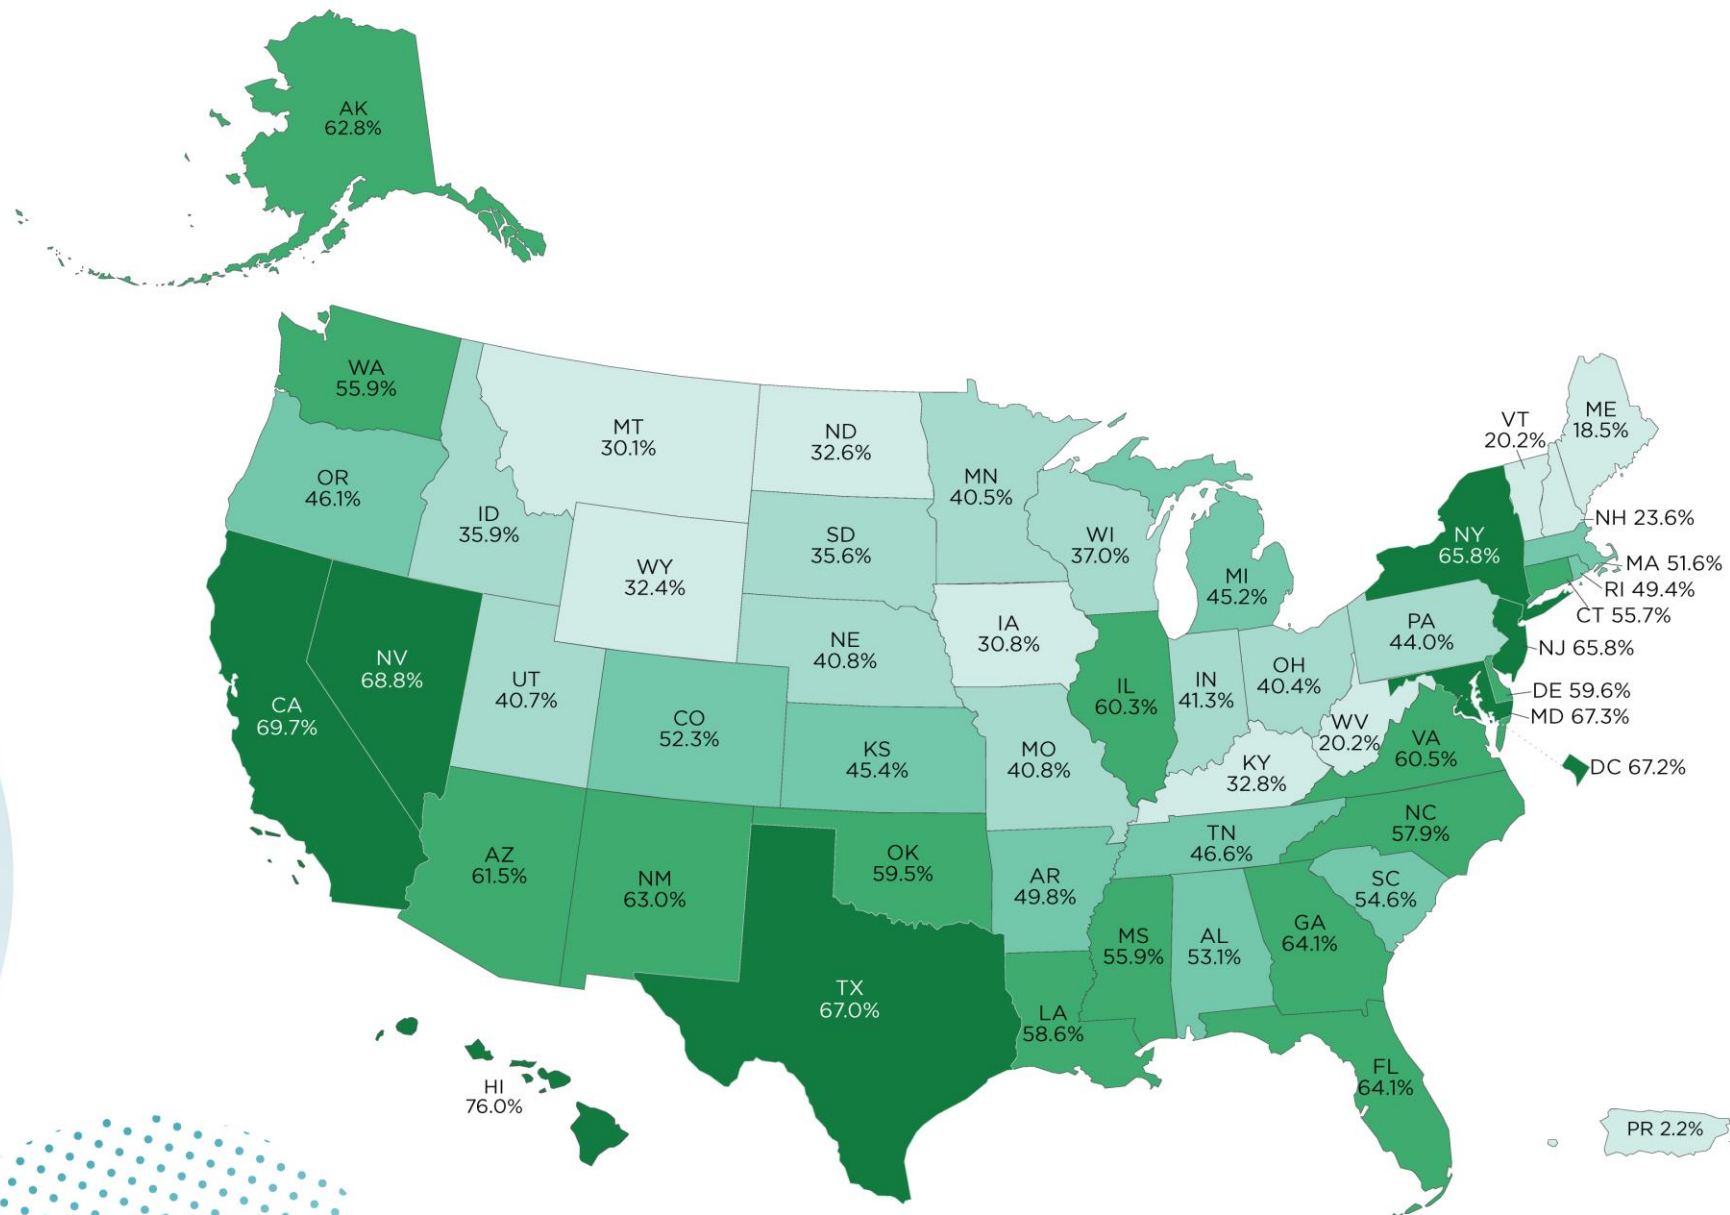 AK
62.8%
WA
55.9%
MT
30.1%
ND
32.6%
MN
40.5%
VT
20.2%
ME
18.5%
OR
46.1%
ID
35.9%
SD
35.6%
WI
37.0%
NH 23.6%
NY
65.8%
MA 51.6%
WY
32.4%
MI
45.2%
RI 49.4%
CT 55.7%
IA
30.8%
PA
44.0%
NJ 65.8%
NE
40.8%
NV
68.8%
UT
40.7%
IL
60.3%
IN
41.3%
OH
40.4%
DE 59.6%
MD 67.3%
CA
69.7%
CO
52.3%
KS
45.4%
MO
40.8%
WV
20.2%
VA
60.5%
KY
32.8%
DC 67.2%
AZ
61.5%
NM
63.0%
OK
59.5%
AR
49.8%
TN
46.6%
NC
57.9%
SC
54.6%
MS
55.9%
AL
53.1%
GA
64.1%
TX
67.0%
LA
58.6%
FL
64.1%
HI
76.0%
PR 2.2%